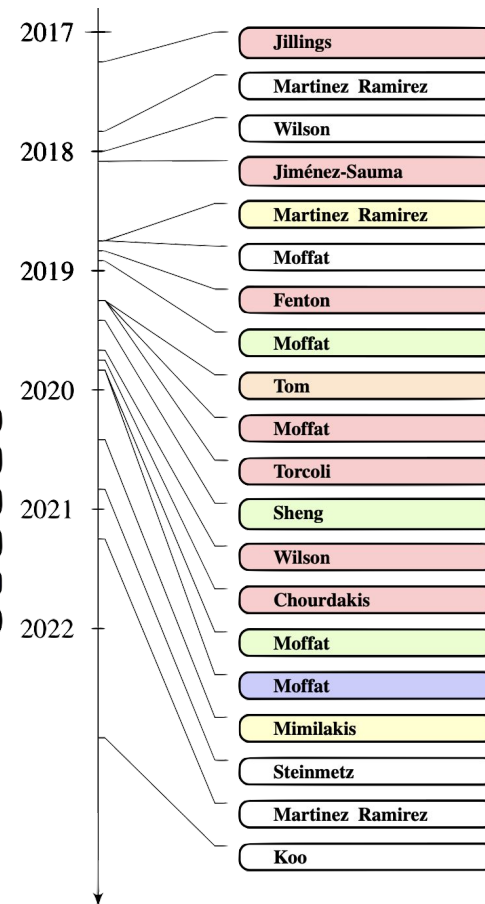 2017
Jillings
Martinez Ramirez
Wilson
2018
Jiménez-Sauma
Martinez Ramirez
Moffat
2019
Fenton
Moffat
Tom
2020
Moffat
Torcoli
2021
Sheng
Wilson
Chourdakis
2022
Moffat
Moffat
Mimilakis
Steinmetz
Martinez Ramirez
Koo